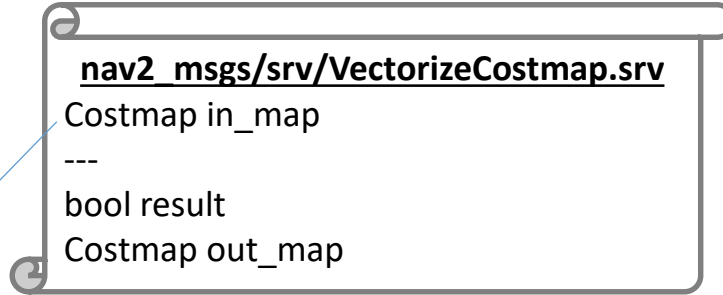 nav2_msgs/srv/VectorizeCostmap.srv
Costmap in_map
---
bool result
Costmap out_map